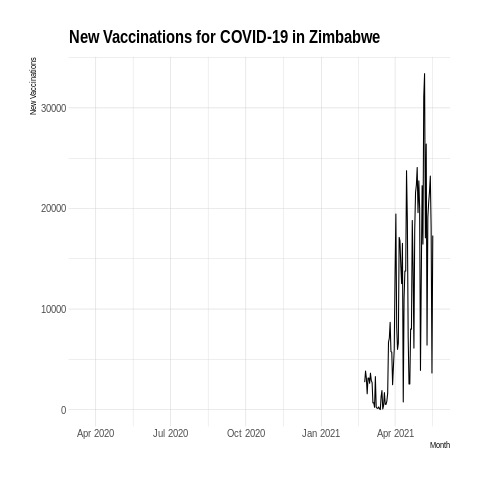 New Vaccinations for COVID-19 in Zimbabwe
New Vaccinations
30000
20000
10000
0
Apr 2020 Jul 2020 Oct 2020 Jan 2021 Apr 2021
Month